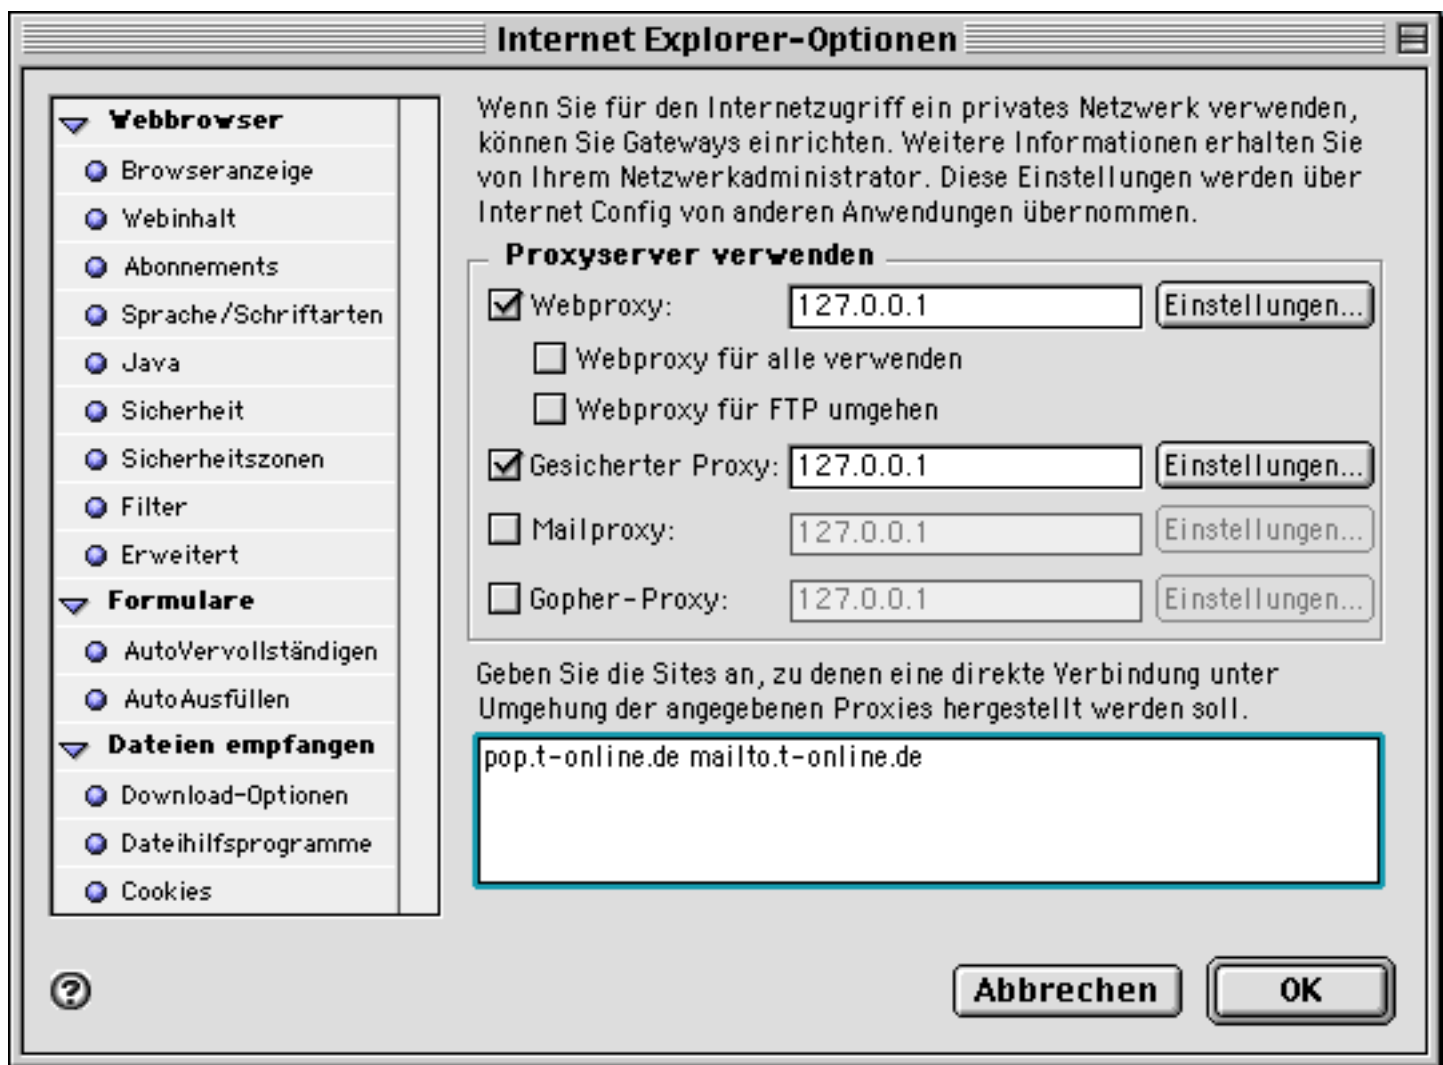 Internet Explorer-Optionen
Webbrowser
Browseranzeige
Webinhalt
Abonnements
Sprache/Schriftarten
Java
Sicherheit
Sicherheitszonen
Filter
Erweitert
Formulare
AutoVervollständigen
AutoAusfüllen
Dateien empfangen
Download-Optionen
Dateihilfsprogramme
Cookies
Wenn Sie für den Internetzugriff ein privates Netzwerk verwenden,
können Sie Gateways einrichten. Weitere Informationen erhalten Sie
von Ihrem Netzwerkadministrator. Diese Einstellungen werden über
Internet Config von anderen Anwendungen übernommen.
Proxyserver verwenden
Webproxy: 127.0.0.1 Einstellungen...
Webproxy für alle verwenden
Webproxy für FTP umgehen
Gesicherter Proxy: 127.0.0.1 Einstellungen...
Mailproxy: 127.0.0.1 Einstellungen...
Gopher-Proxy: 127.0.0.1 Einstellungen...
Geben Sie die Sites an, zu denen eine direkte Verbindung unter
Umgehung der angegebenen Proxies hergestellt werden soll.
pop.t-online.de mailto.t-online.de
? Abbrechen OK